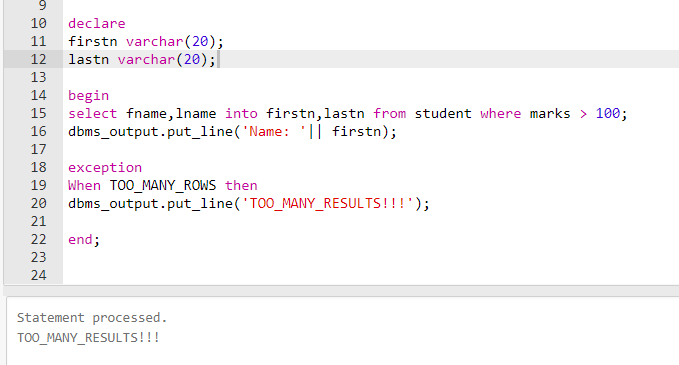 9
10 declare
11 firstn varchar(20);
12 lastn varchar(20);
13
14 begin
15 select fname,lname into firstn,lastn from student where marks > 100;
16 dbms_output.put_line('Name: '|| firstn);
17
18 exception
19 When TOO_MANY_ROWS then
20 dbms_output.put_line('TOO_MANY_RESULTS!!!');
21
22 end;
23
24
Statement processed.
TOO_MANY_RESULTS!!!